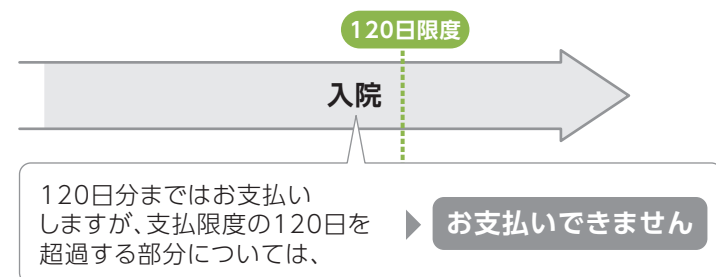 120日限度
入院
120日分まではお支払い
しますが、支払限度の120日を
超過する部分については、
お支払いできません